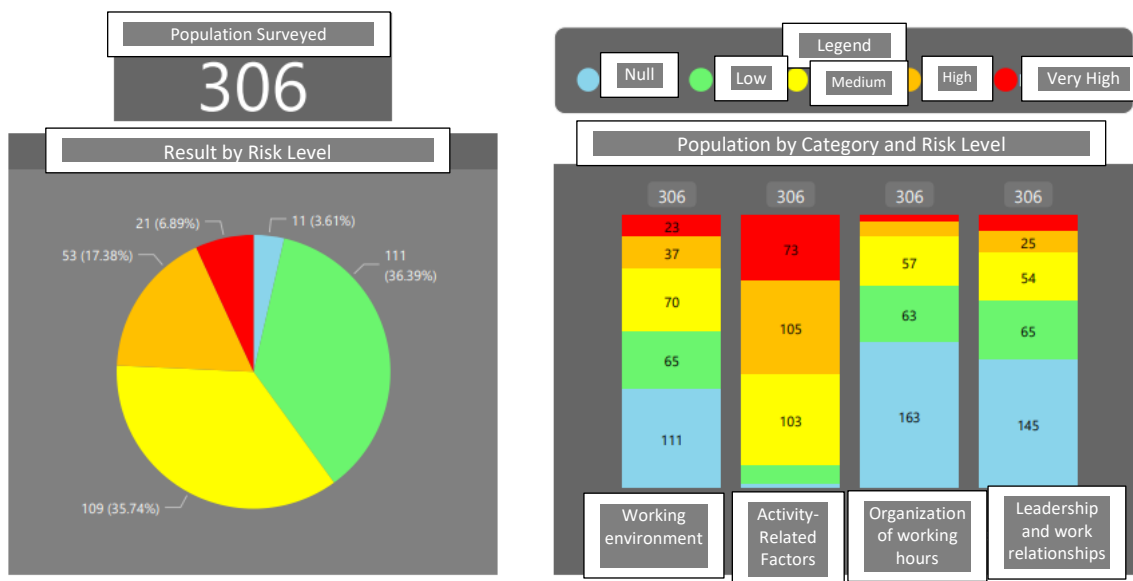 Population Surveyed
306
Legend
Null
Low
Medium
High
Very High
Result by Risk Level
21 (6.89%)
11 (3.61%)
53 (17.38%)
111
(36.39%)
109 (35.74%)
Population by Category and Risk Level
306
306
306
306
23
37
70
65
111
73
105
103
57
63
163
25
54
65
145
Working
environment
Activity-
Related
Factors
Organization
of working
hours
Leadership
and work
relationships